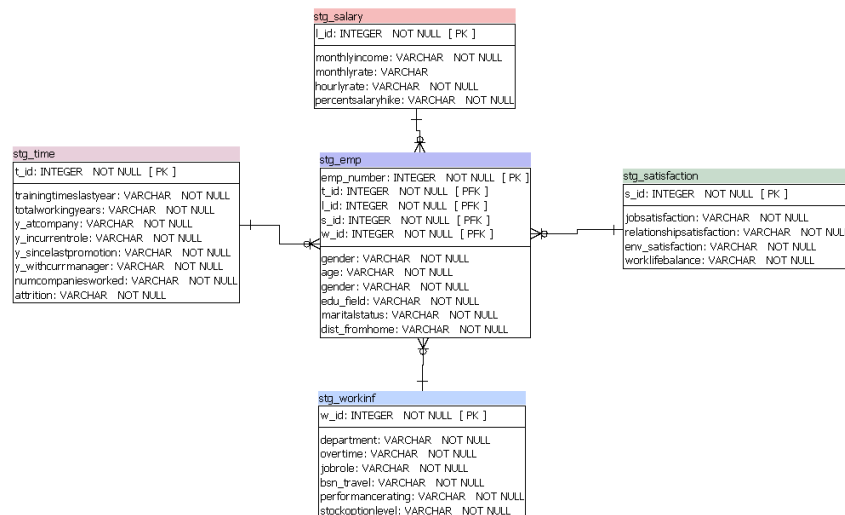 stg_salary
l_id: INTEGER NOT NULL [ PK ]
monthlyincome: VARCHAR NOT NULL
monthlyrate: VARCHAR
hourlyrate: VARCHAR NOT NULL
percentsalaryhike: VARCHAR NOT NULL
stg_time
t_id: INTEGER NOT NULL [ PK ]
trainingtimeslastyear: VARCHAR NOT NULL
totalworkingyears: VARCHAR NOT NULL
y_atcompany: VARCHAR NOT NULL
y_incurrentrole: VARCHAR NOT NULL
y_sincelastpromotion: VARCHAR NOT NULL
y_withcurrmanager: VARCHAR NOT NULL
numcompaniesworked: VARCHAR NOT NULL
attrition: VARCHAR NOT NULL
stg_emp
emp_number: INTEGER NOT NULL [ PK ]
t_id: INTEGER NOT NULL [ PFK ]
l_id: INTEGER NOT NULL [ PFK ]
s_id: INTEGER NOT NULL [ PFK ]
w_id: INTEGER NOT NULL [ PFK ]
gender: VARCHAR NOT NULL
age: VARCHAR NOT NULL
gender: VARCHAR NOT NULL
edu_field: VARCHAR NOT NULL
maritalstatus: VARCHAR NOT NULL
dist_fromhome: VARCHAR NOT NULL
stg_satisfaction
s_id: INTEGER NOT NULL [ PK ]
jobsatisfaction: VARCHAR NOT NULL
relationshipsatisfaction: VARCHAR NOT NULL
env_satisfaction: VARCHAR NOT NULL
worklifebalance: VARCHAR NOT NULL
stg_workinf
w_id: INTEGER NOT NULL [ PK ]
department: VARCHAR NOT NULL
overtime: VARCHAR NOT NULL
jobrole: VARCHAR NOT NULL
bsn_travel: VARCHAR NOT NULL
performancerating: VARCHAR NOT NULL
stockoptionlevel: VARCHAR NOT NULL